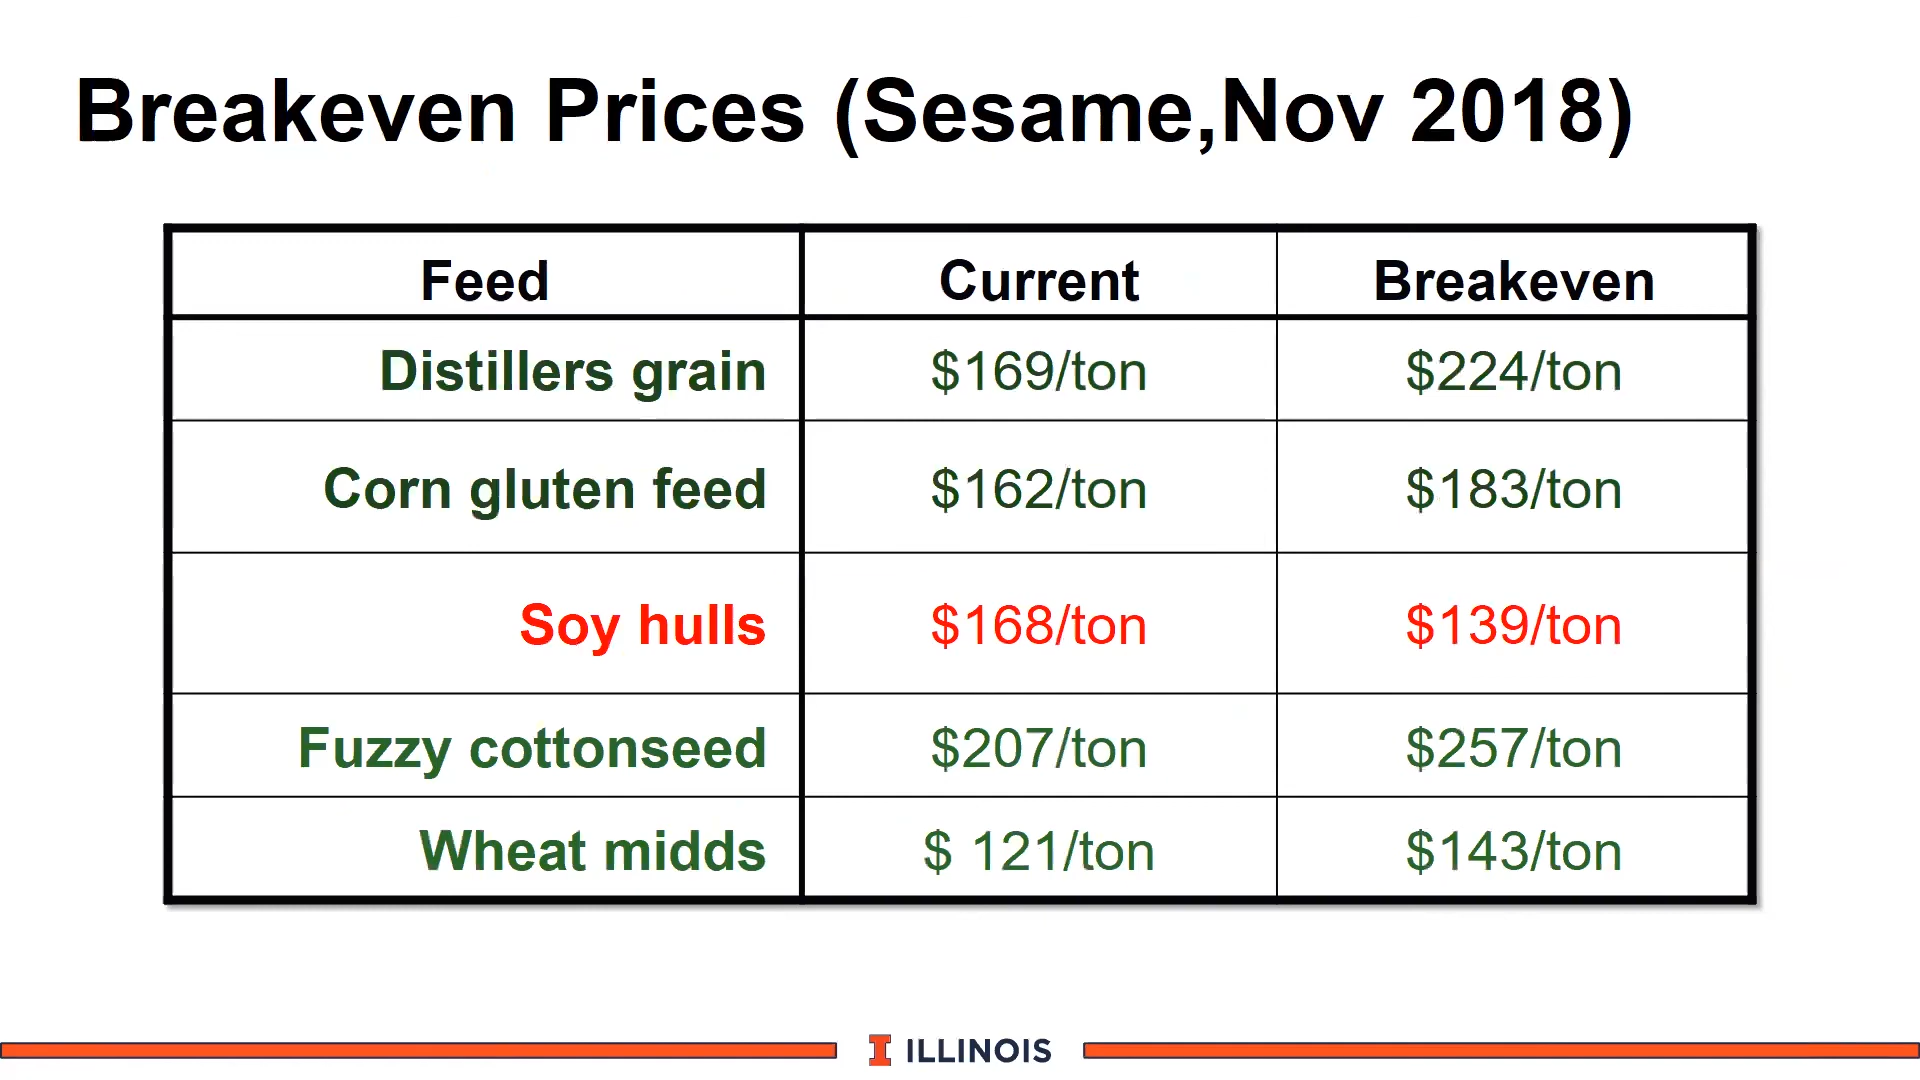 Breakeven Prices (Sesame,Nov 2018)
Feed Current Breakeven
Distillers grain $169/ton $224/ton
Corn gluten feed $162/ton $183/ton
Soy hulls $168/ton $139/ton
Fuzzy cottonseed $207/ton $257/ton
Wheat midds $ 121/ton $143/ton
I ILLINOIS